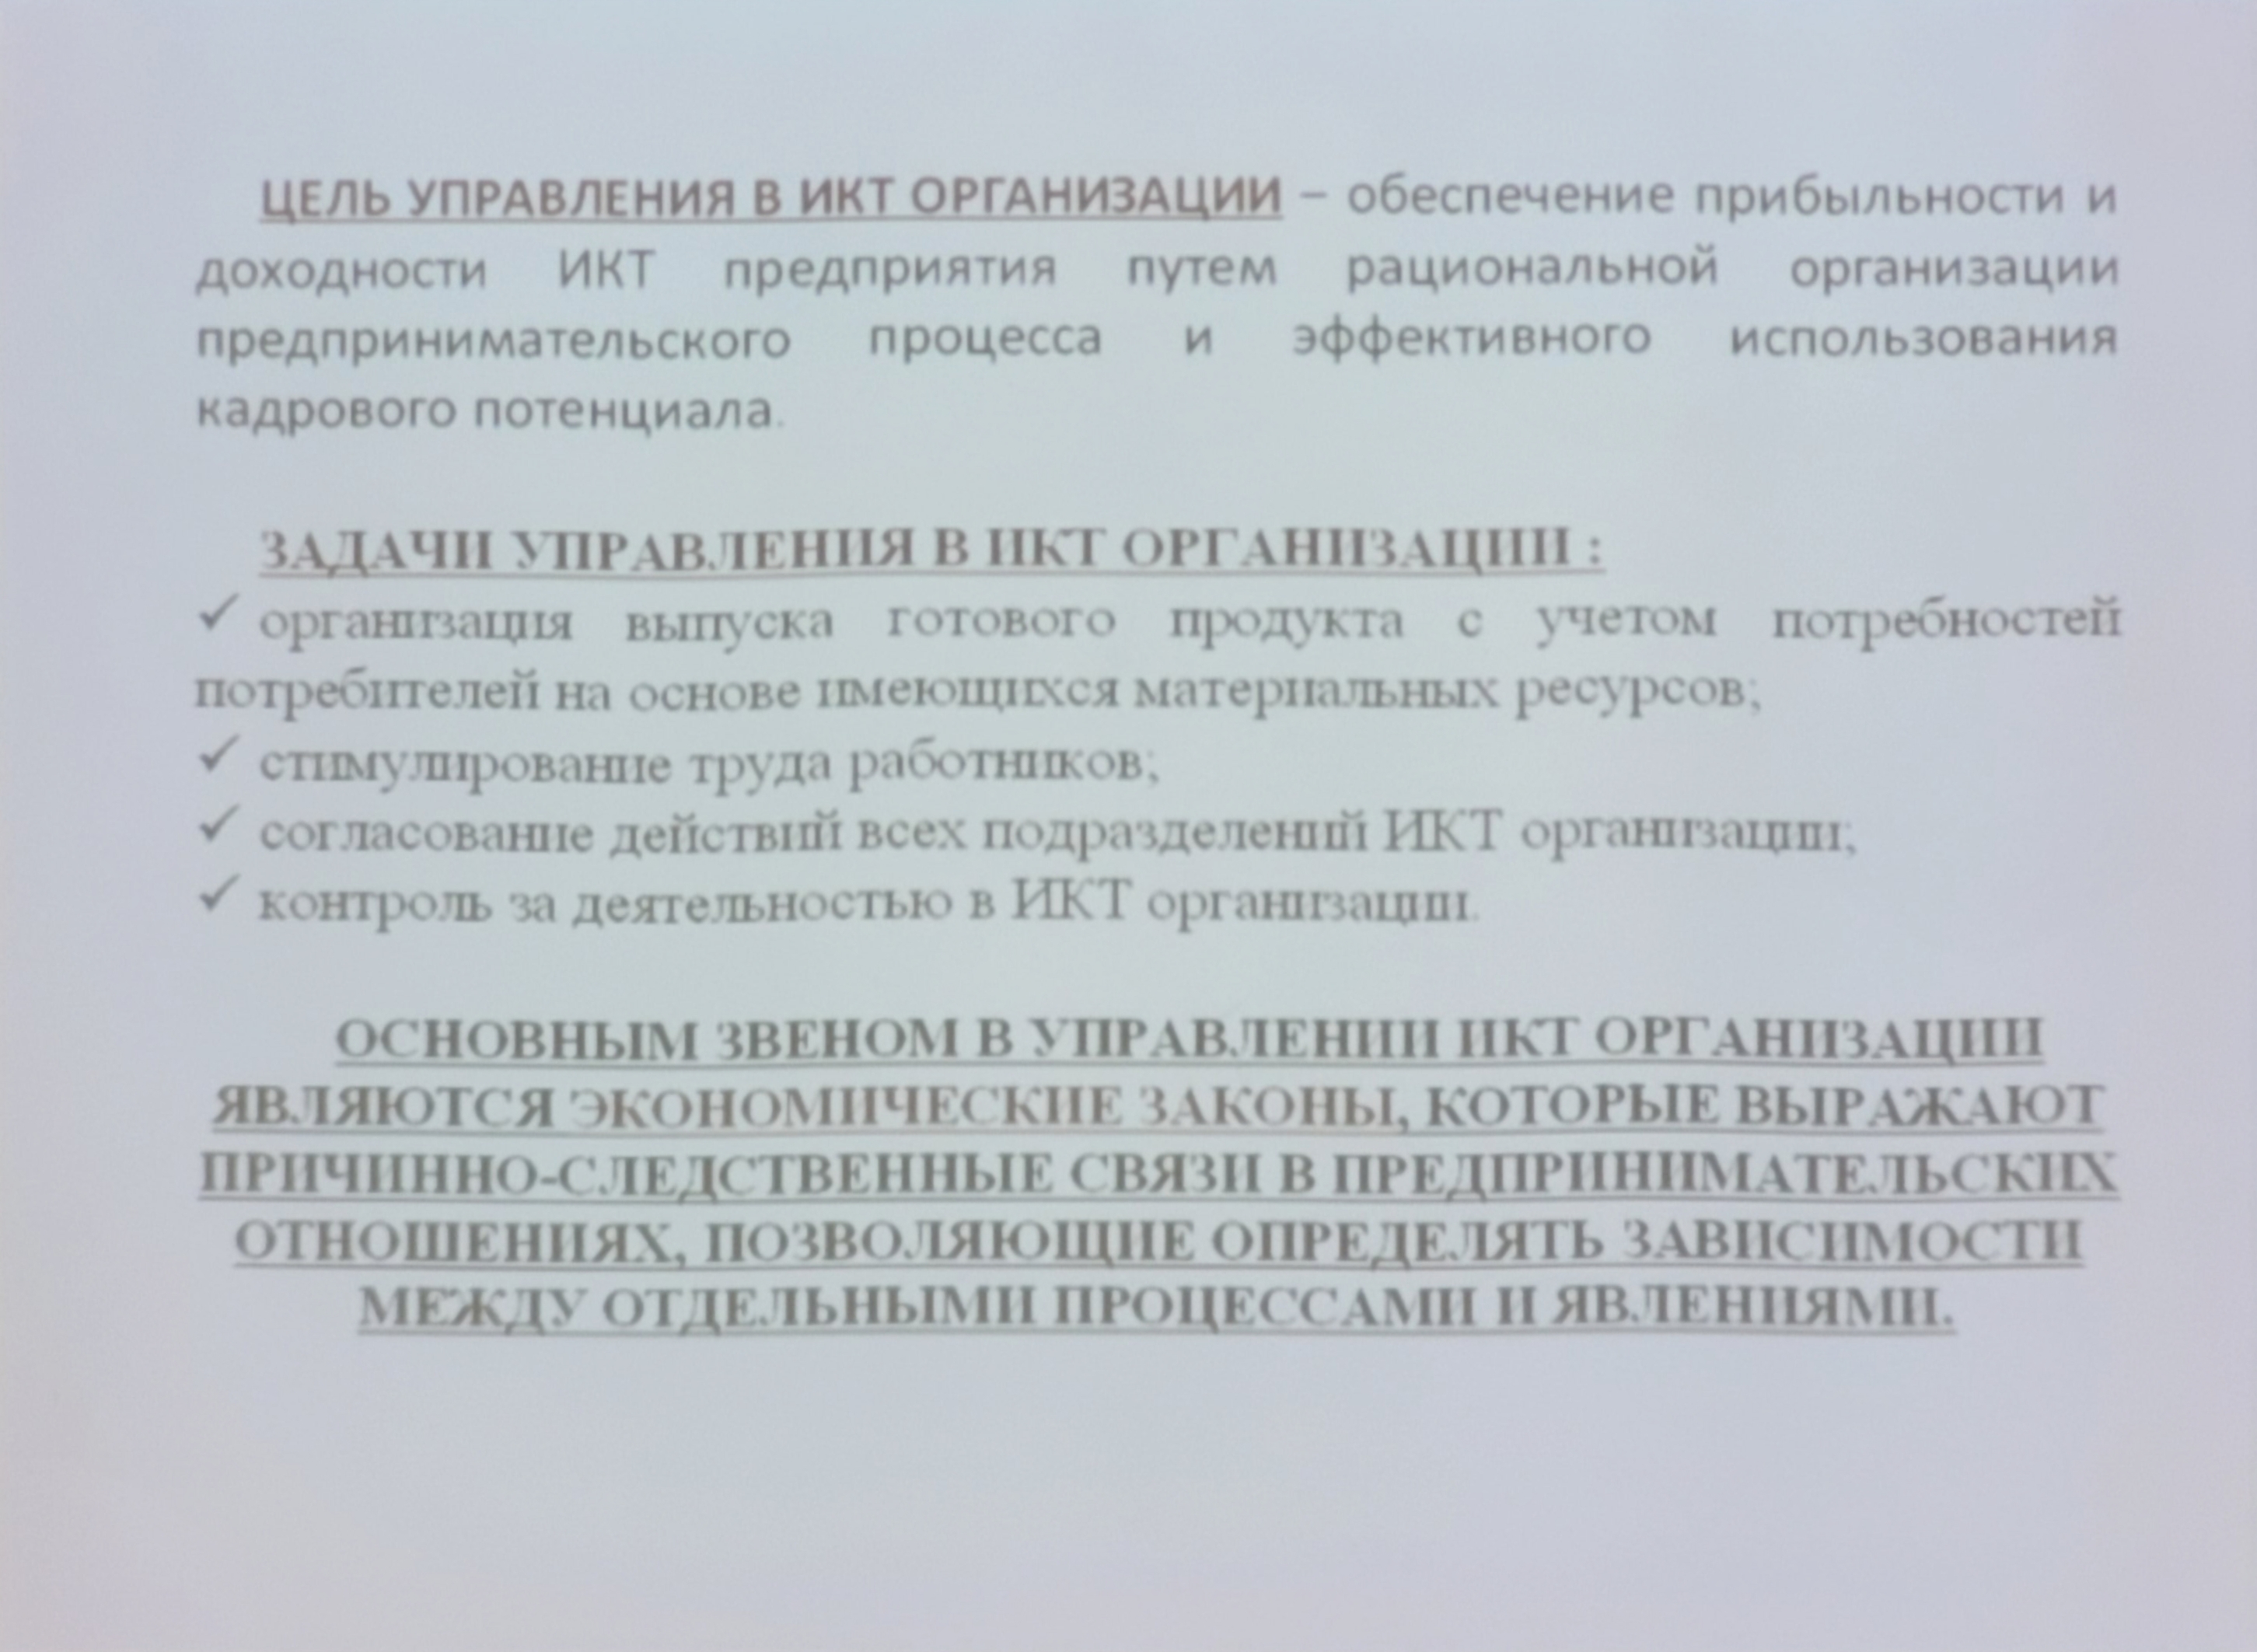 ЦЕЛЬ УПРАВЛЕНИЯ В ИКТ ОРГАНИЗАЦИИ – обеспечение прибыльности и
доходности ИКТ предприятия путем рациональной организации
предпринимательского процесса и эффективного использования
кадрового потенциала.
ЗАДАЧИ УПРАВЛЕНИЯ В ИКТ ОРГАНИЗАЦИИ :
✓ организация выпуска готового продукта с учетом потребностей
потребителей на основе имеющихся материальных ресурсов;
✓ стимулирование труда работников;
✓ согласование действий всех подразделений ИКТ организации;
✓ контроль за деятельностью в ИКТ организации.
ОСНОВНЫМ ЗВЕНОМ В УПРАВЛЕНИИ ИКТ ОРГАНИЗАЦИИ
ЯВЛЯЮТСЯ ЭКОНОМИЧЕСКИЕ ЗАКОНЫ, КОТОРЫЕ ВЫРАЖАЮТ
ПРИЧИННО-СЛЕДСТВЕННЫЕ СВЯЗИ В ПРЕДПРИНИМАТЕЛЬСКИХ
ОТНОШЕНИЯХ, ПОЗВОЛЯЮЩИЕ ОПРЕДЕЛЯТЬ ЗАВИСИМОСТИ
МЕЖДУ ОТДЕЛЬНЫМИ ПРОЦЕССАМИ И ЯВЛЕНИЯМИ.